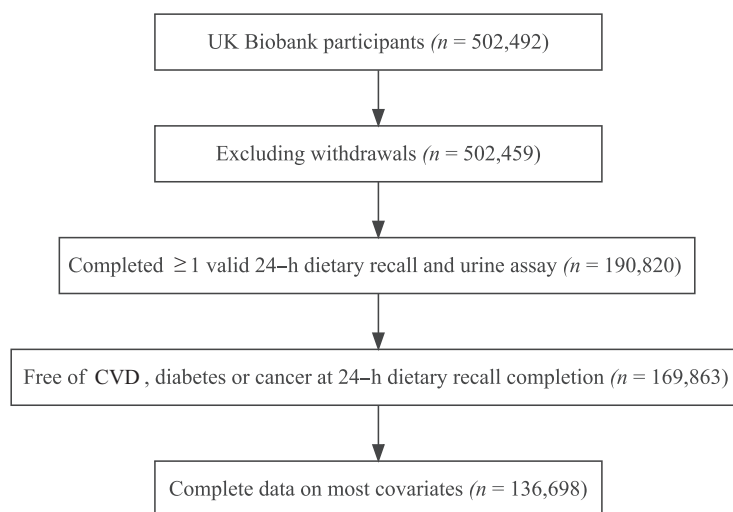 UK Biobank participants (n = 502,492)
Excluding withdrawals (n = 502,459)
Completed ≥1 valid 24–h dietary recall and urine assay (n = 190,820)
Free of CVD, diabetes or cancer at 24–h dietary recall completion (n = 169,863)
Complete data on most covariates (n = 136,698)